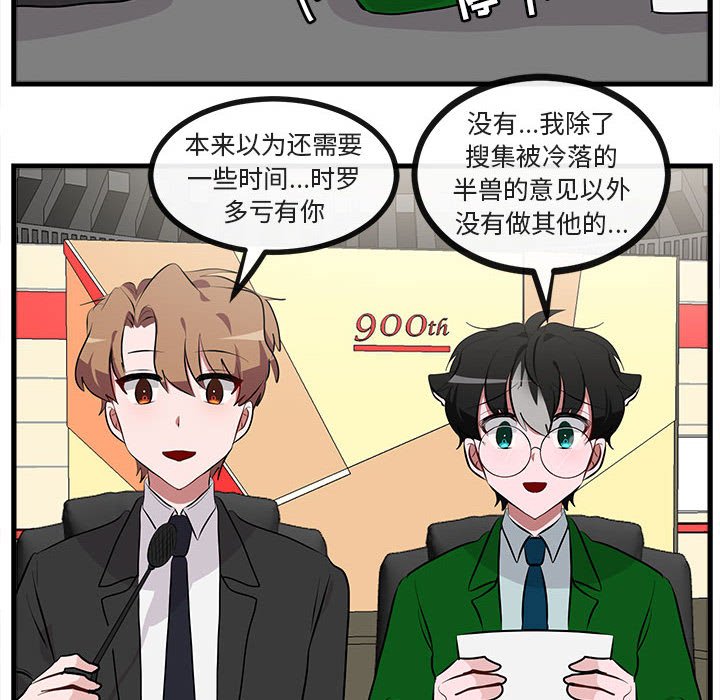 本来以为还需要
一些时间...时罗
多亏有你
没有...我除了
搜集被冷落的
半兽的意见以外
没有做其他的...
900th